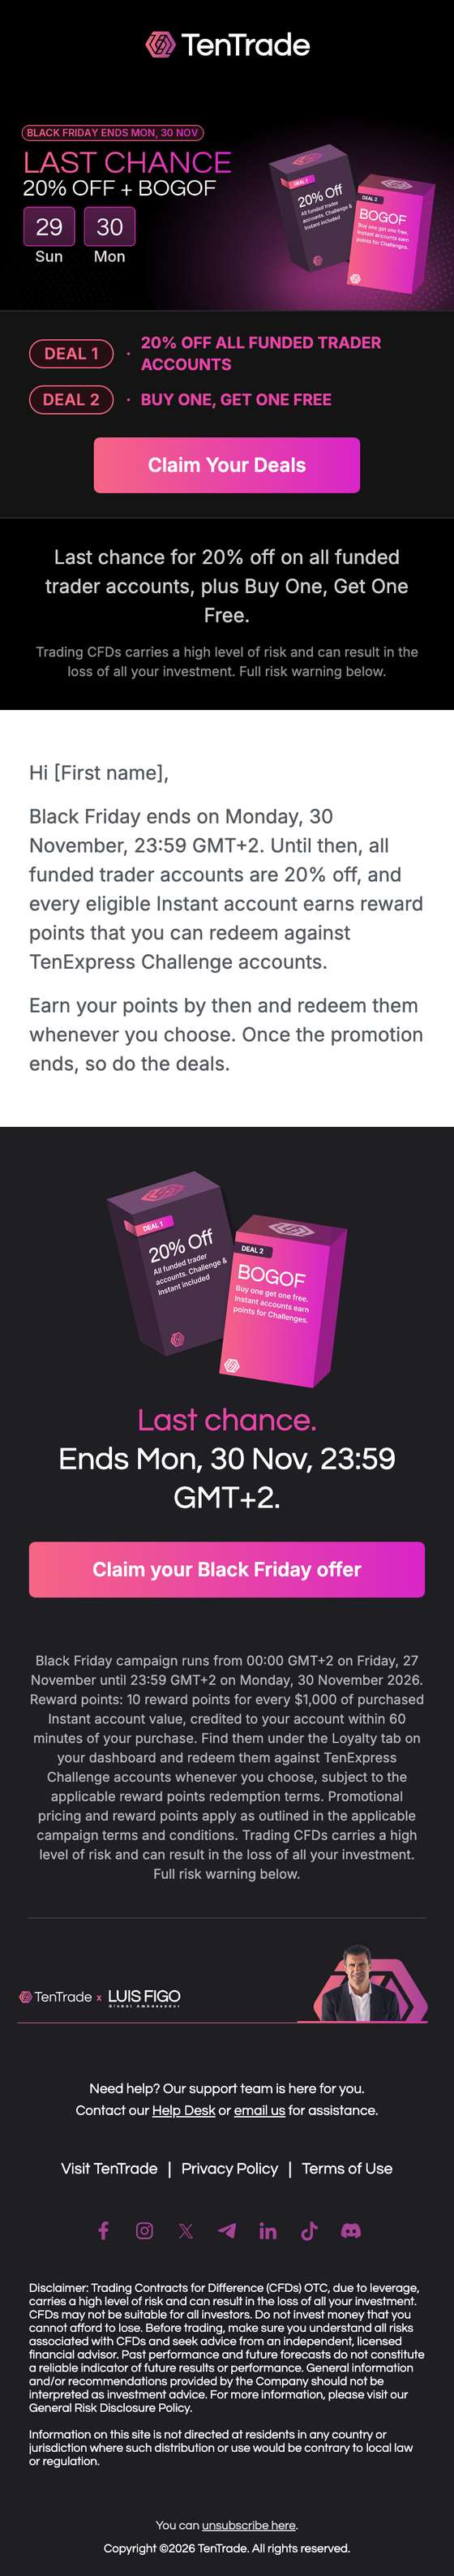 TenTrade
BLACK FRIDAY ENDS MON, 30 NOV
LAST CHANCE
20% OFF + BOGOF
29
30
Sun
Mon
DEAL 1
20% Off
All funded trader
accounts. Challenge &
Instant included
DEAL 2
BOGOF
Buy one get one free.
Instant accounts earn
points for Challenges.
DEAL 1
· 20% OFF ALL FUNDED TRADER
ACCOUNTS
DEAL 2
· BUY ONE, GET ONE FREE
Claim Your Deals
Last chance for 20% off on all funded
trader accounts, plus Buy One, Get One
Free.
Trading CFDs carries a high level of risk and can result in the
loss of all your investment. Full risk warning below.
Hi [First name],
Black Friday ends on Monday, 30
November, 23:59 GMT+2. Until then, all
funded trader accounts are 20% off, and
every eligible Instant account earns reward
points that you can redeem against
TenExpress Challenge accounts.
Earn your points by then and redeem them
whenever you choose. Once the promotion
ends, so do the deals.
DEAL 1
20% Off
All funded trader
accounts. Challenge &
Instant included
DEAL 2
BOGOF
Buy one get one free.
Instant accounts earn
points for Challenges.
Last chance.
Ends Mon, 30 Nov, 23:59
GMT+2.
Claim your Black Friday offer
Black Friday campaign runs from 00:00 GMT+2 on Friday, 27
November until 23:59 GMT+2 on Monday, 30 November 2026.
Reward points: 10 reward points for every $1,000 of purchased
Instant account value, credited to your account within 60
minutes of your purchase. Find them under the Loyalty tab on
your dashboard and redeem them against TenExpress
Challenge accounts whenever you choose, subject to the
applicable reward points redemption terms. Promotional
pricing and reward points apply as outlined in the applicable
campaign terms and conditions. Trading CFDs carries a high
level of risk and can result in the loss of all your investment.
Full risk warning below.
TenTrade x LUIS FIGO
Global Ambassador
Need help? Our support team is here for you.
Contact our Help Desk or email us for assistance.
Visit TenTrade | Privacy Policy | Terms of Use
Disclaimer: Trading Contracts for Difference (CFDs) OTC, due to leverage,
carries a high level of risk and can result in the loss of all your investment.
CFDs may not be suitable for all investors. Do not invest money that you
cannot afford to lose. Before trading, make sure you understand all risks
associated with CFDs and seek advice from an independent, licensed
financial advisor. Past performance and future forecasts do not constitute
a reliable indicator of future results or performance. General information
and/or recommendations provided by the Company should not be
interpreted as investment advice. For more information, please visit our
General Risk Disclosure Policy.
Information on this site is not directed at residents in any country or
jurisdiction where such distribution or use would be contrary to local law
or regulation.
You can unsubscribe here.
Copyright ©2026 TenTrade. All rights reserved.